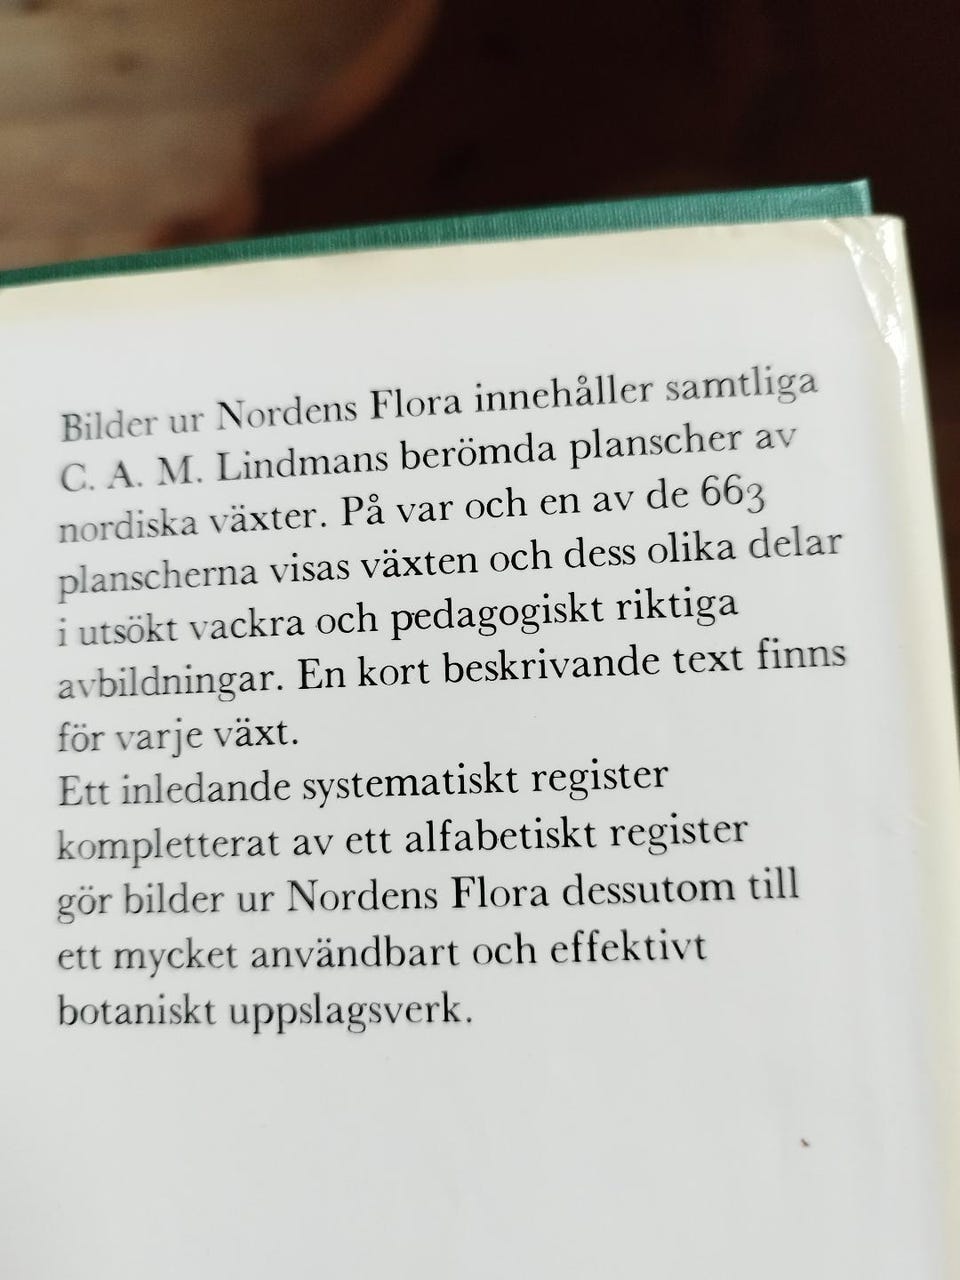 Bilder ur Nordens Flora innehåller samtliga
C. A. M. Lindmans berömda planscher av
nordiska växter. På var och en av de 663
planscherna visas växten och dess olika delar
i utsökt vackra och pedagogiskt riktiga
avbildningar. En kort beskrivande text finns
för varje växt.
Ett inledande systematiskt register
kompletterat av ett alfabetiskt register
gör bilder ur Nordens Flora dessutom till
ett mycket användbart och effektivt
botaniskt uppslagsverk.